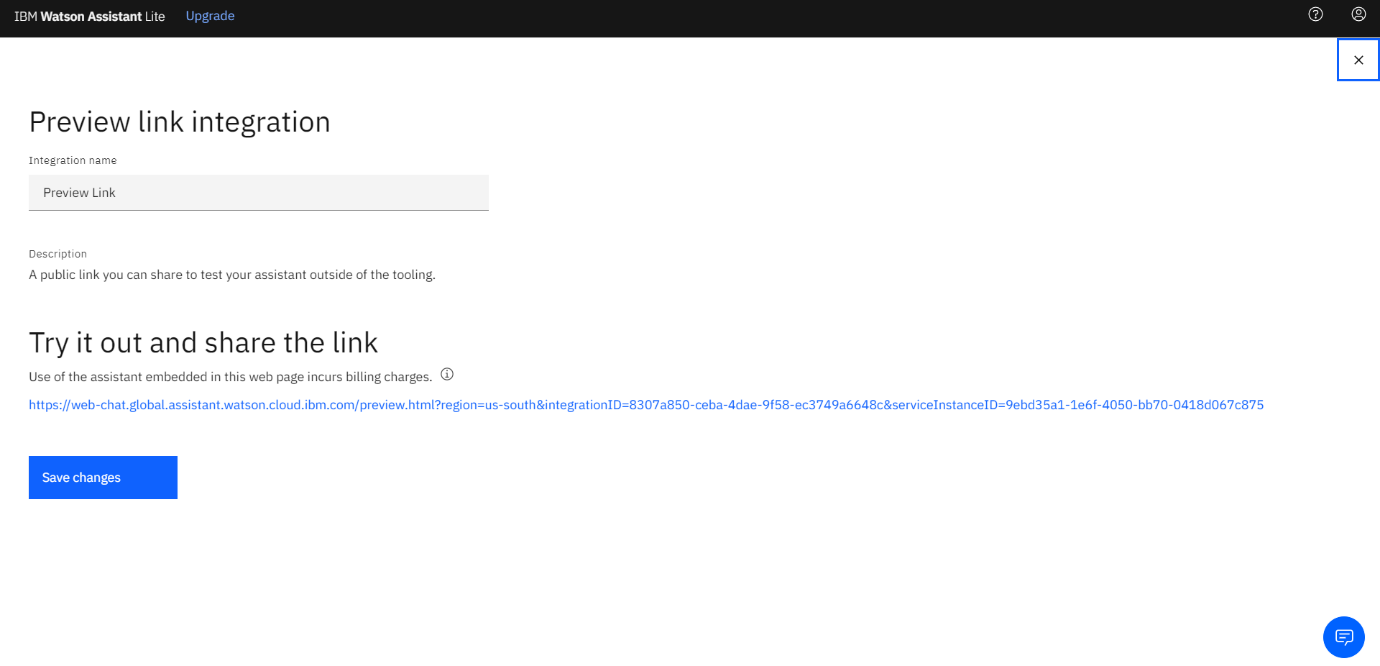 IBM Watson Assistant Lite Upgrade
Preview link integration
Integration name
Preview Link
Description
A public link you can share to test your assistant outside of the tooling.
Try it out and share the link
Use of the assistant embedded in this web page incurs billing charges.
https://web-chat.global.assistant.watson.cloud.ibm.com/preview.html?region=us-south&integrationID=8307a850-ceba-4dae-9f58-ec3749a6648c&serviceInstanceID=9ebd35a1-1e6f-4050-bb70-0418d067c875
Save changes